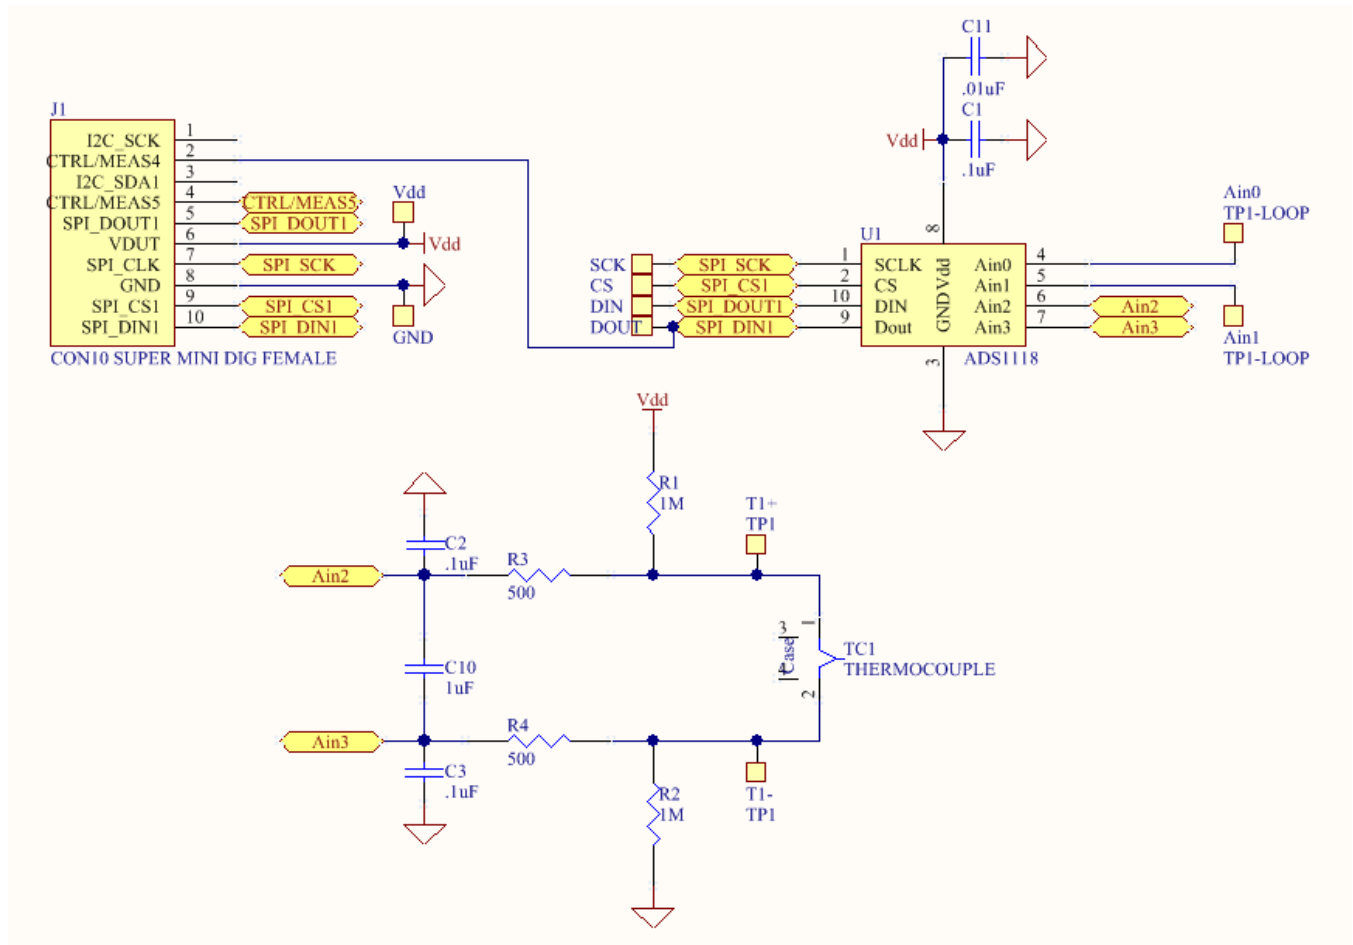 C11
.01uF
C1
Vdd
.1uF
J1
I2C_SCK 1
CTRL/MEAS4 2
I2C_SDA1 3
CTRL/MEAS5 4 CTRL/MEAS5
SPI_DOUT1 5 SPI_DOUT1
VDUT 6
SPI_CLK 7 SPI_SCK
GND 8
SPI_CS1 9 SPI_CS1
SPI_DIN1 10 SPI_DIN1
CON10 SUPER MINI DIG FEMALE
Vdd
Vdd
GND
SCK SPI_SCK 1
CS SPI_CS1 2
DIN SPI_DOUT1 10
DOUT SPI_DIN1 9
U1
8
SCLK
CS
DIN
Dout
Vdd
GND
3
Ain0 4
Ain1 5
Ain2 6 Ain2
Ain3 7 Ain3
ADS1118
Ain0
TP1-LOOP
Ain1
TP1-LOOP
Vdd
R1
1M
T1+
TP1
C2
.1uF
Ain2
R3
500
C10
1uF
3
Case
4
1
2
TC1
THERMOCOUPLE
Ain3
R4
500
C3
.1uF
R2
1M
T1-
TP1